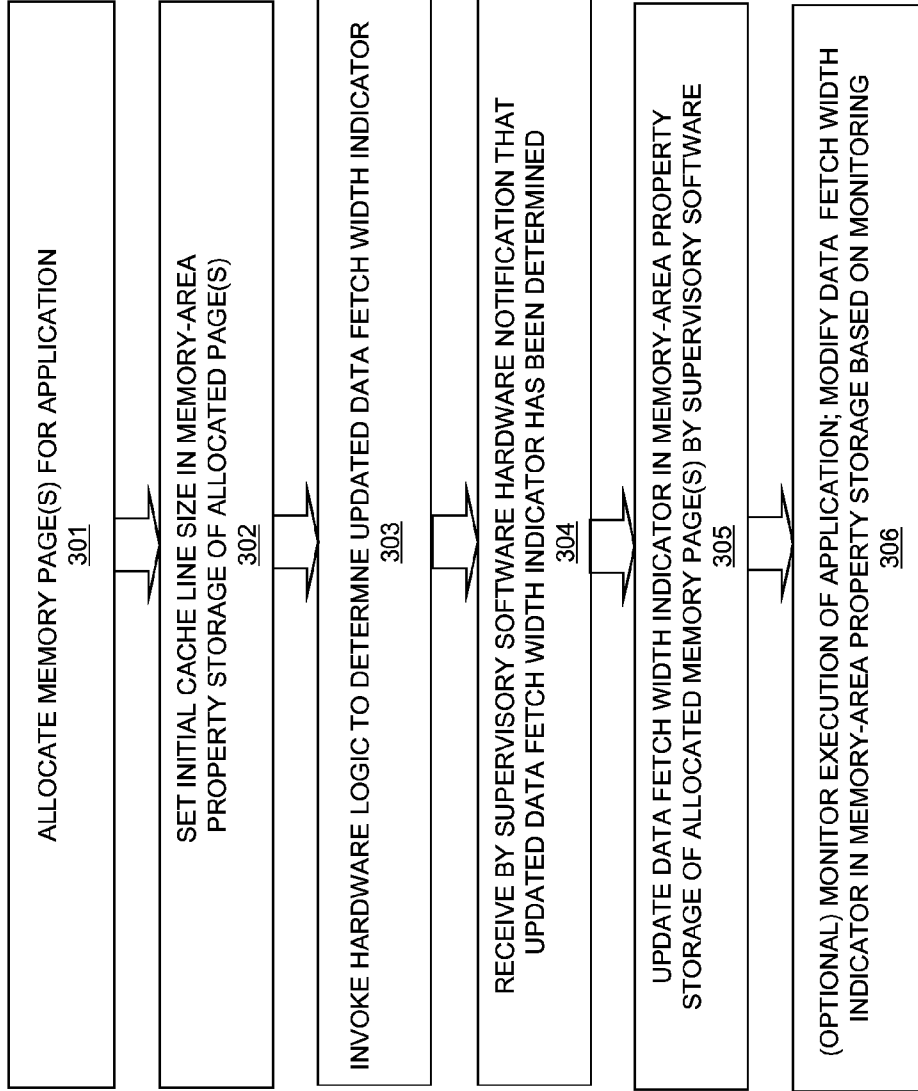 ALLOCATE MEMORY PAGE(S) FOR APPLICATION
301
SET INITIAL CACHE LINE SIZE IN MEMORY-AREA
PROPERTY STORAGE OF ALLOCATED PAGE(S)
302
INVOKE HARDWARE LOGIC TO DETERMNE UPDATED DATA FETCH WIDTH INDICATOR
303
RECEIVE BY SUPERVISORY SOFTWARE HARDWARE NOTIFICATION THAT
UPDATED DATA FETCH WIDTH INDICATOR HAS BEEN DETERMINED
304
UPDATE DATA FETCH WIDTH INDICATOR IN MEMORY-AREA PROPERTY
STORAGE OF ALLOCATED MEMORY PAGE(S) BY SUPERVISORY SOFTWARE
305
(OPTIONAL) MONITOR EXECUTION OF APPLICATION; MODIFY DATA FETCH WIDTH
INDICATOR IN MEMORY-AREA PROPERTY STORAGE BASED ON MONITORING
306